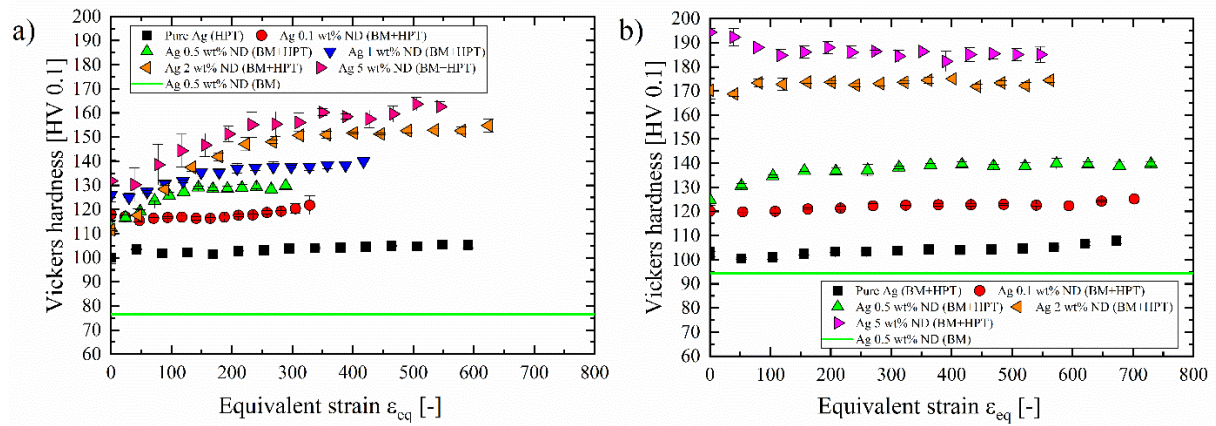 a)
Vickers hardness [HV 0.1]
200
190
180
170
160
150
140
130
120
110
100
90
80
70
60
Pure Ag (HPT) Ag 0.1 wt% ND (BM+HPT)
Ag 0.5 wt% ND (BM+HPT) Ag 1 wt% ND (BM+HPT)
Ag 2 wt% ND (BM+HPT) Ag 5 wt% ND (BM+HPT)
Ag 0.5 wt% ND (BM)
0 100 200 300 400 500 600 700 800
Equivalent strain εeq [-]
b)
Vickers hardness [HV 0.1]
200
190
180
170
160
150
140
130
120
110
100
90
80
70
60
Pure Ag (BM+HPT) Ag 0.1 wt% ND (BM+HPT)
Ag 0.5 wt% ND (BM+HPT) Ag 2 wt% ND (BM+HPT)
Ag 5 wt% ND (BM+HPT)
Ag 0.5 wt% ND (BM)
0 100 200 300 400 500 600 700 800
Equivalent strain εeq [-]